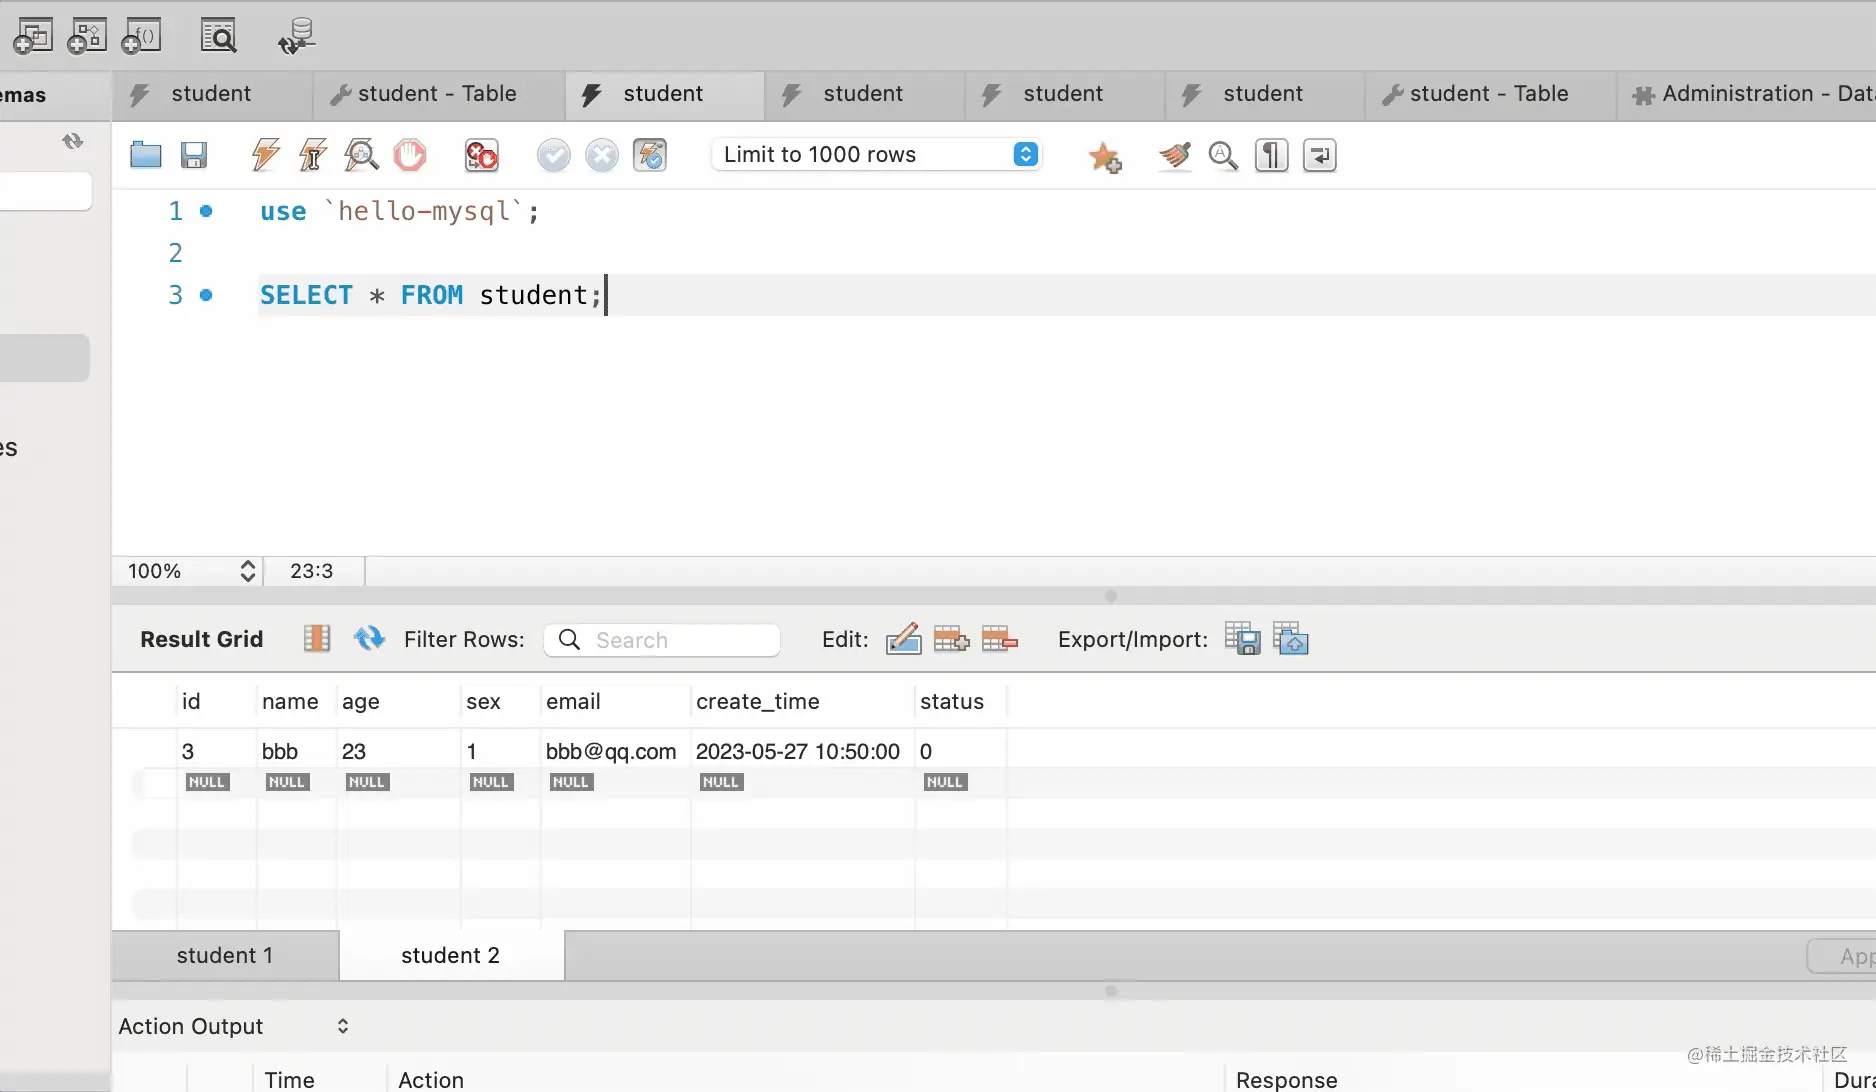 emas
student
student - Table
student
student
student
student
student - Table
Administration - Dat
Limit to 1000 rows
1 use `hello-mysql`;
2
3 SELECT * FROM student;
es
100% 23:3
Result Grid Filter Rows: Search Edit: Export/Import:
id name age sex email create_time status
3 bbb 23 1 bbb@qq.com 2023-05-27 10:50:00 0
NULL NULL NULL NULL NULL NULL NULL
student 1 student 2 App
Action Output
Time Action Response Dura
@稀土掘金技术社区